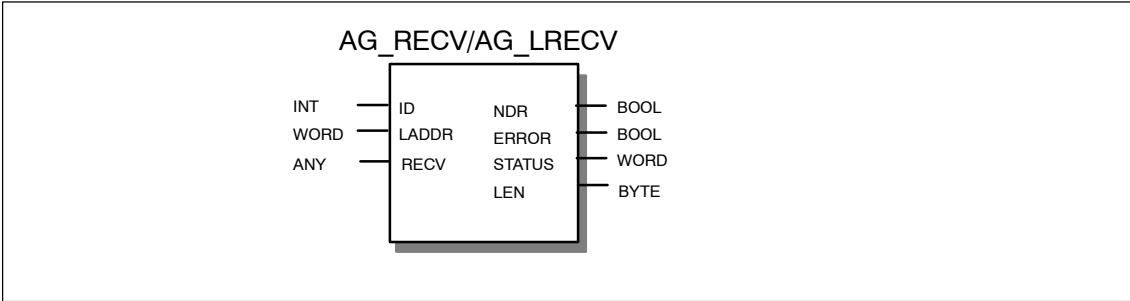 AG_RECV/AG_LRECV
INT ID NDR BOOL
WORD LADDR ERROR BOOL
ANY RECV STATUS WORD
LEN BYTE